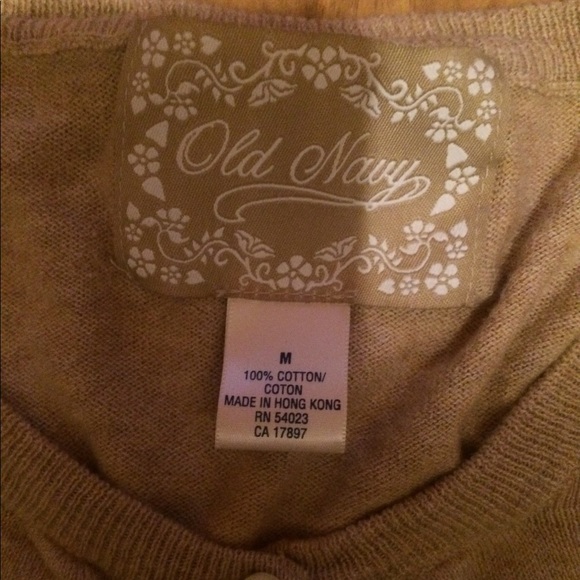 Old Navy
M
100% COTTON/
COTON
MADE IN HONG KONG
RN 54023
CA 17897